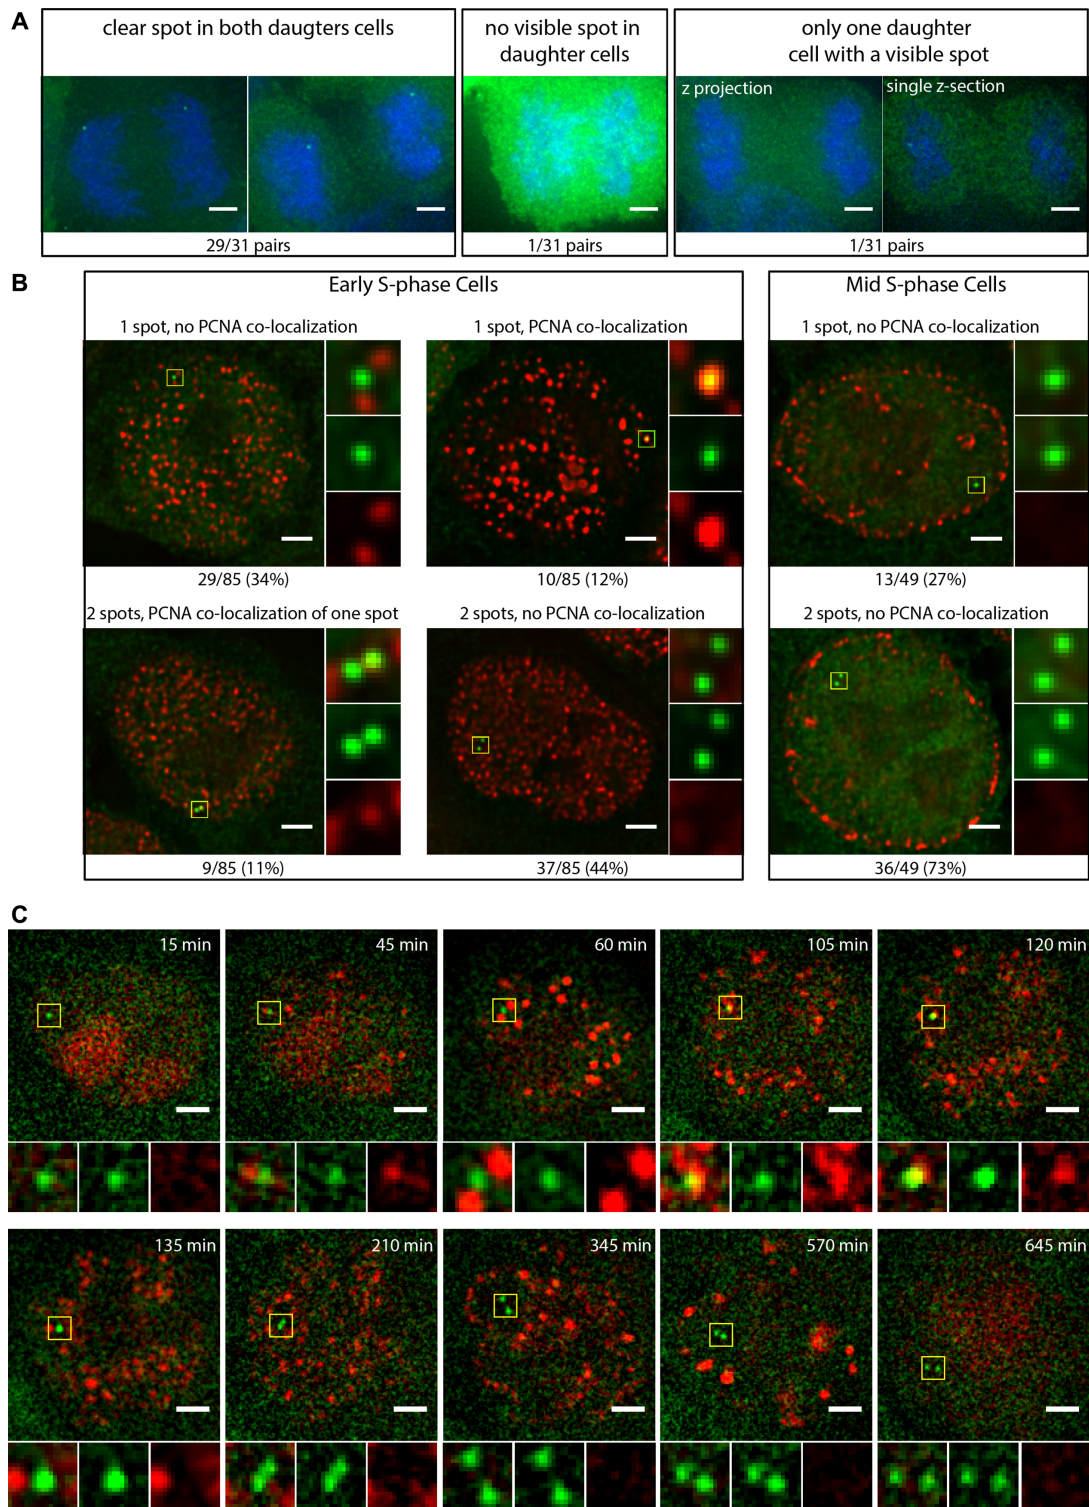 A
clear spot in both daugters cells
no visible spot in
daughter cells
only one daughter
cell with a visible spot
z projection
single z-section
29/31 pairs
1/31 pairs
1/31 pairs
B
Early S-phase Cells
Mid S-phase Cells
1 spot, no PCNA co-localization
1 spot, PCNA co-localization
1 spot, no PCNA co-localization
29/85 (34%)
10/85 (12%)
13/49 (27%)
2 spots, PCNA co-localization of one spot
2 spots, no PCNA co-localization
2 spots, no PCNA co-localization
9/85 (11%)
37/85 (44%)
36/49 (73%)
C
15 min
45 min
60 min
105 min
120 min
135 min
210 min
345 min
570 min
645 min